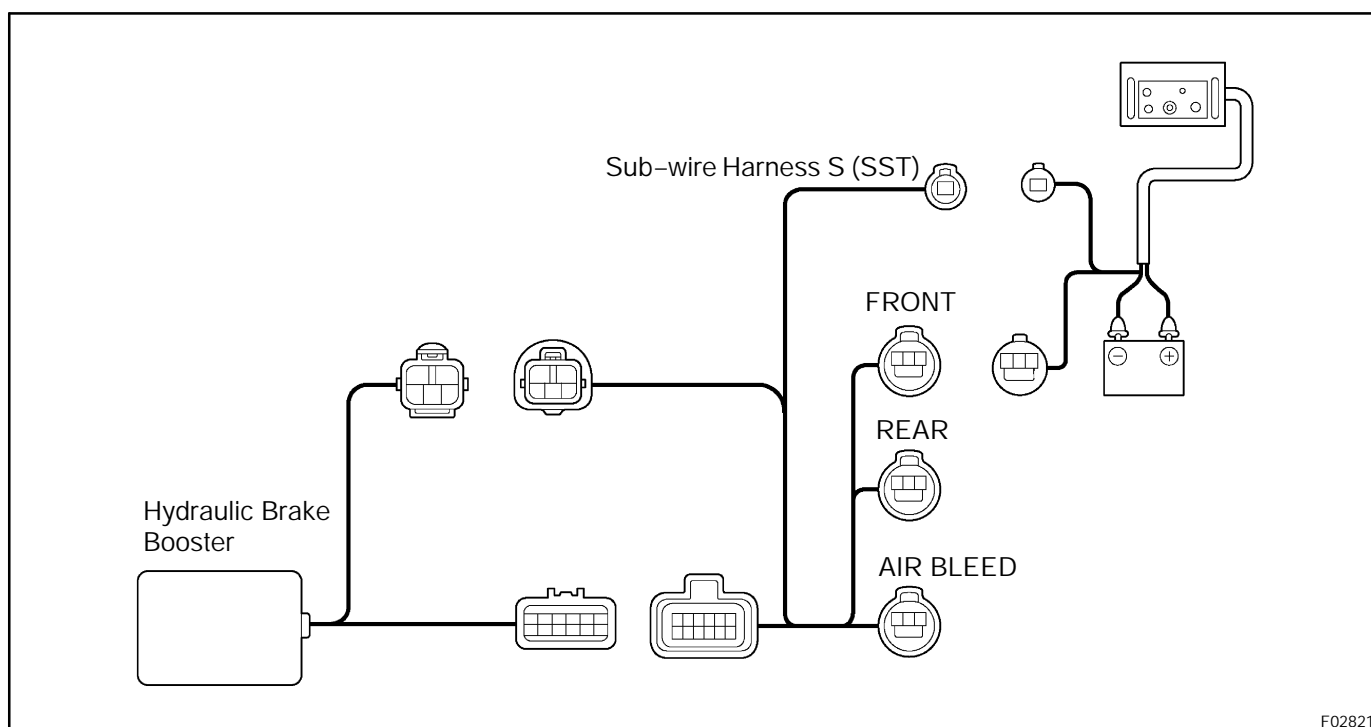 Sub-wire Harness S (SST)
FRONT
REAR
Hydraulic Brake
Booster
AIR BLEED
− +
F02821